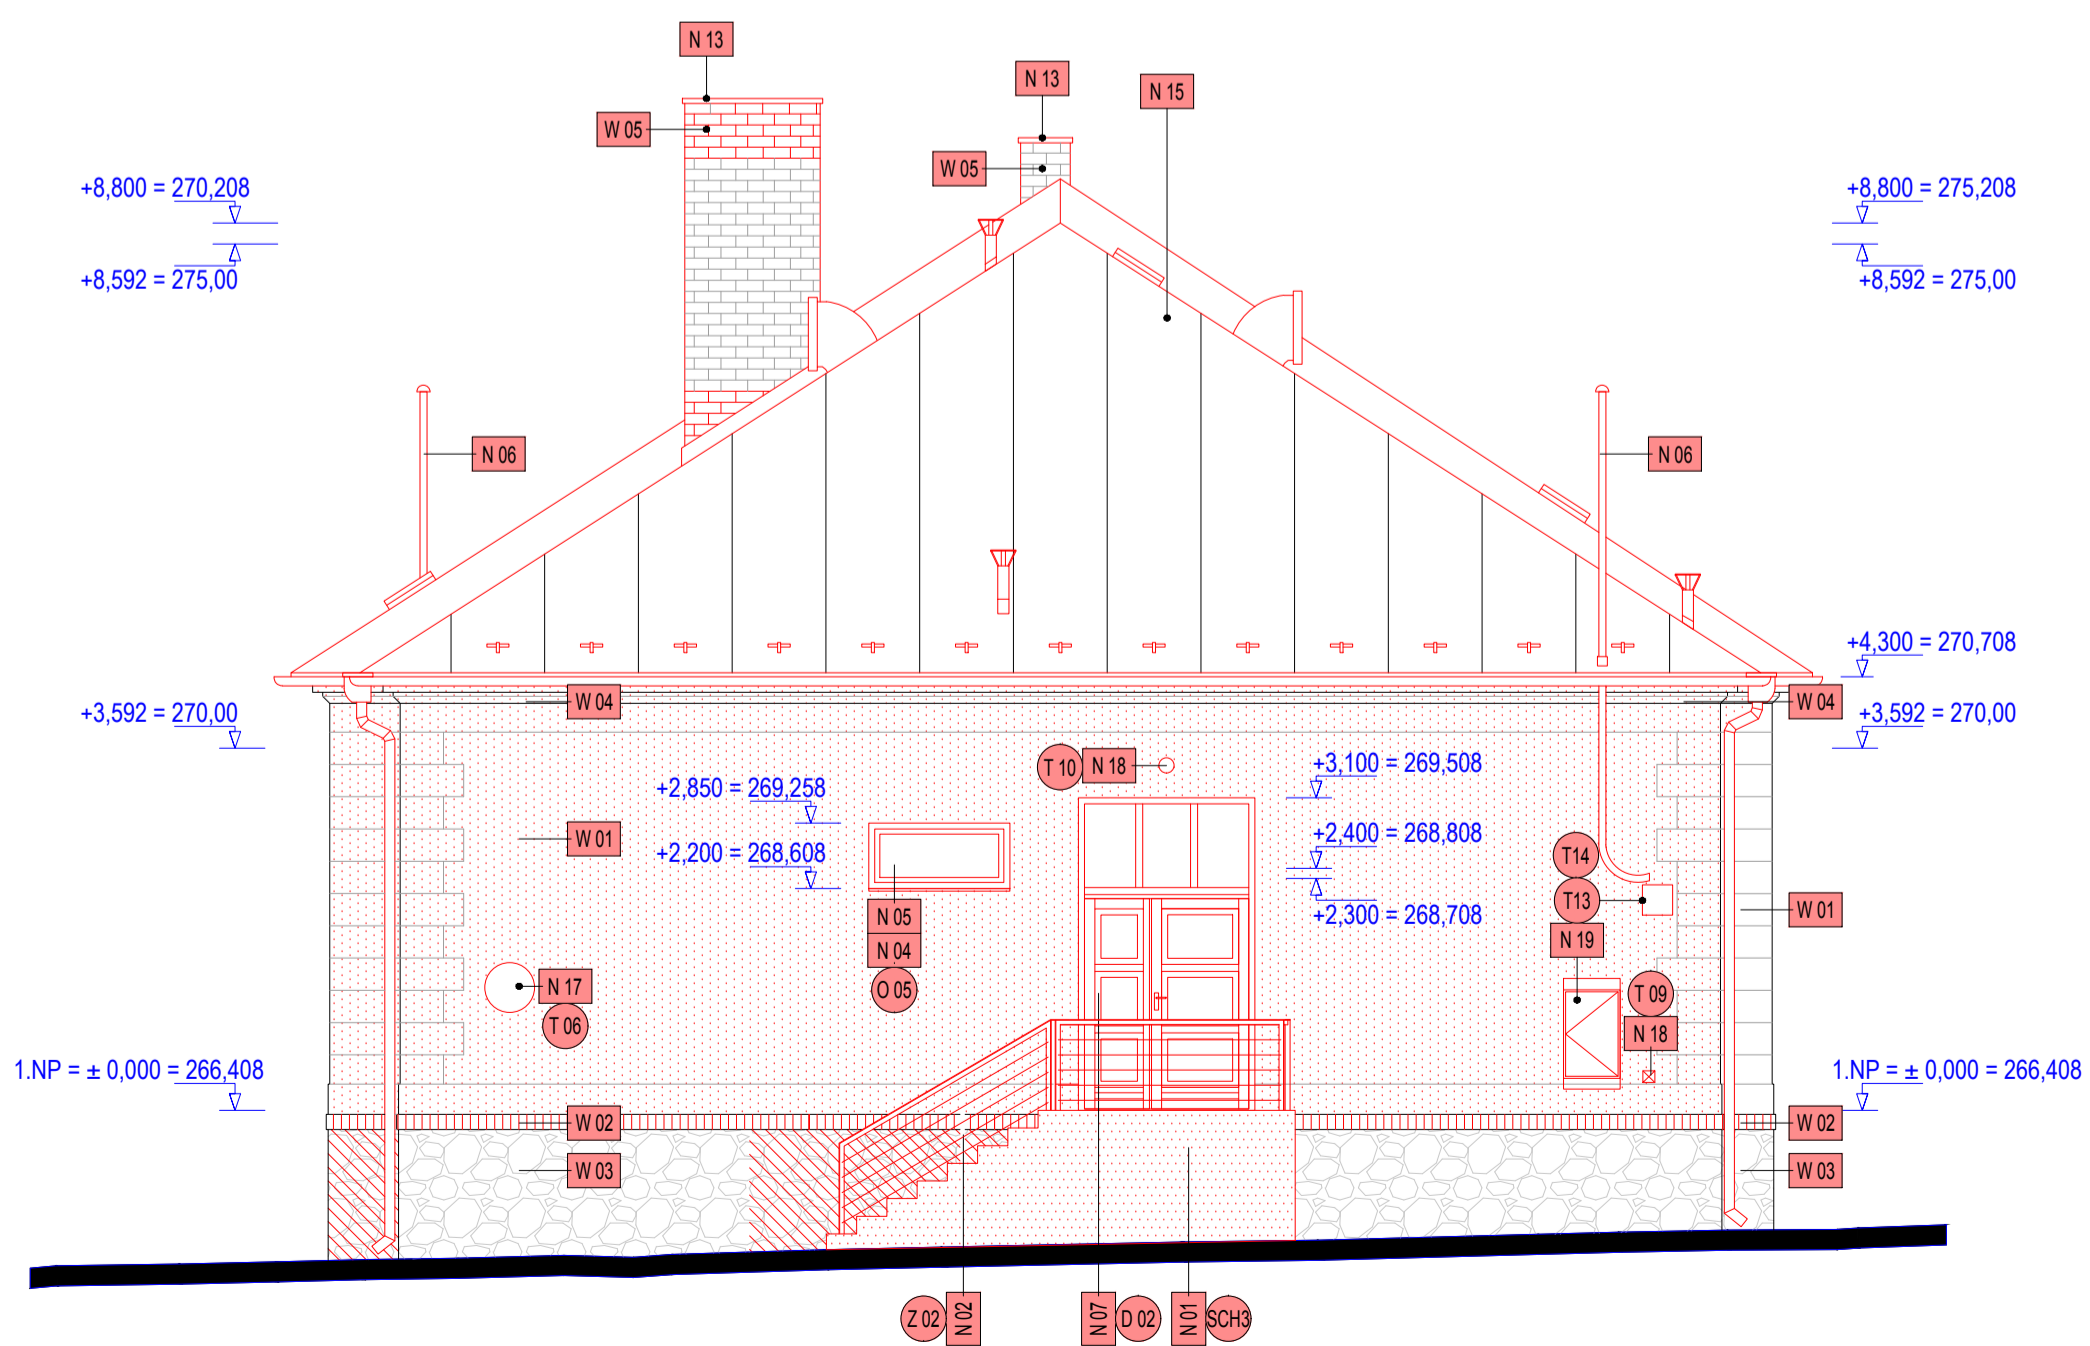 N 13
N 13
N 15
W 05
W 05
+8,800 = 270,208
+8,800 = 275,208
+8,592 = 275,00
+8,592 = 275,00
N 06
N 06
+4,300 = 270,708
W 04
W 04
+3,592 = 270,00
+3,592 = 270,00
T 10
N 18
+3,100 = 269,508
+2,850 = 269,258
+2,400 = 268,808
W 01
+2,200 = 268,608
T14
T13
N 05
+2,300 = 268,708
W 01
N 04
N 19
O 05
N 17
T 09
T 06
N 18
1.NP = ± 0,000 = 266,408
1.NP = ± 0,000 = 266,408
W 02
W 02
W 03
W 03
Z 02
N 02
N 07
D 02
N 01
SCH3